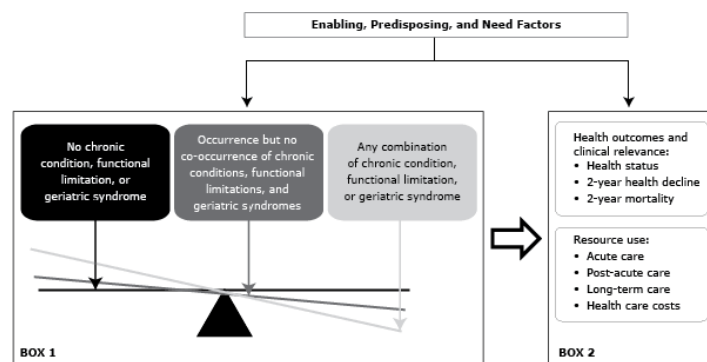 Enabling, Predisposing, and Need Factors
No chronic
condition, functional
limitation, or
geriatric syndrome
Occurrence but no
co-occurrence of chronic
conditions, functional
limitations, and
geriatric syndromes
Any combination
of chronic condition,
functional limitation,
or geriatric syndrome
BOX 1
Health outcomes and
clinical relevance:
• Health status
• 2-year health decline
• 2-year mortality
Resource use:
• Acute care
• Post-acute care
• Long-term care
• Health care costs
BOX 2